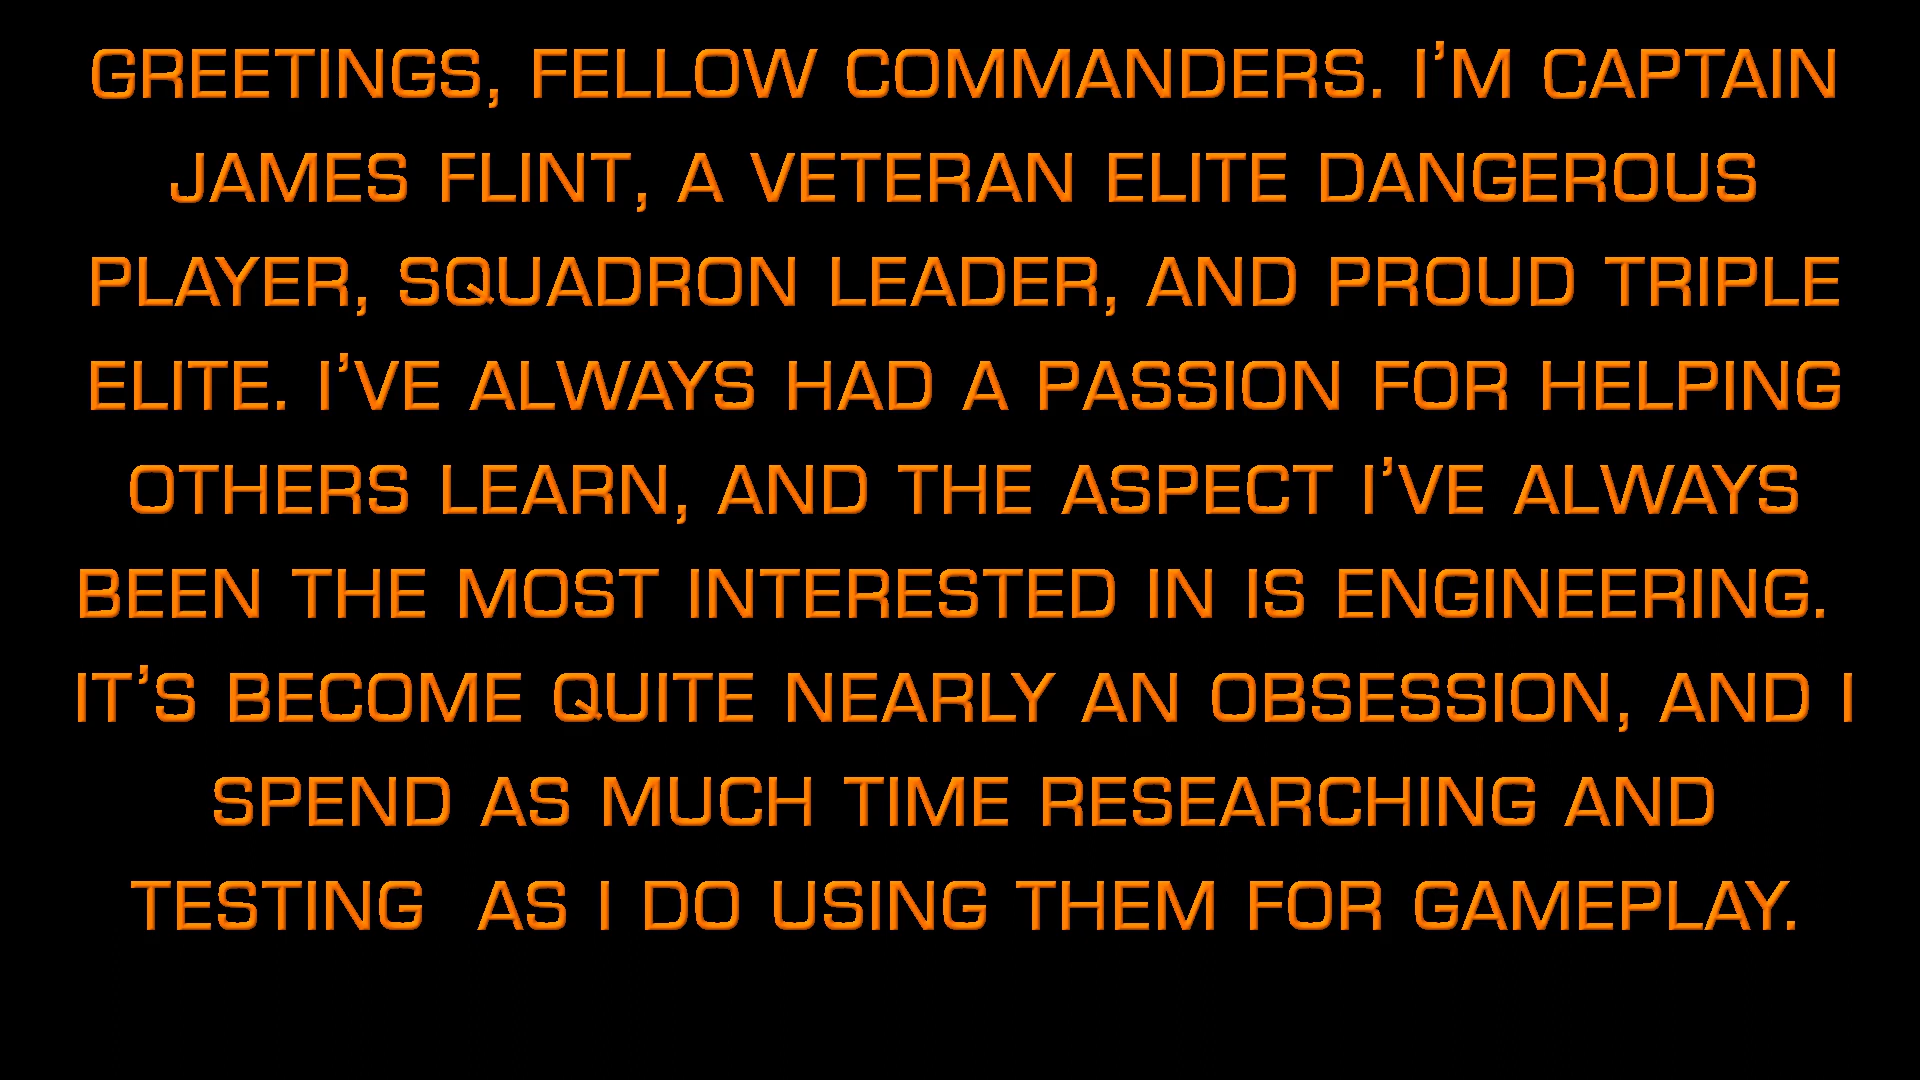 GREETINGS, FELLOW COMMANDERS. I’M CAPTAIN
JAMES FLINT, A VETERAN ELITE DANGEROUS
PLAYER, SQUADRON LEADER, AND PROUD TRIPLE
ELITE. I’VE ALWAYS HAD A PASSION FOR HELPING
OTHERS LEARN, AND THE ASPECT I’VE ALWAYS
BEEN THE MOST INTERESTED IN IS ENGINEERING.
IT’S BECOME QUITE NEARLY AN OBSESSION, AND I
SPEND AS MUCH TIME RESEARCHING AND
TESTING  AS I DO USING THEM FOR GAMEPLAY.